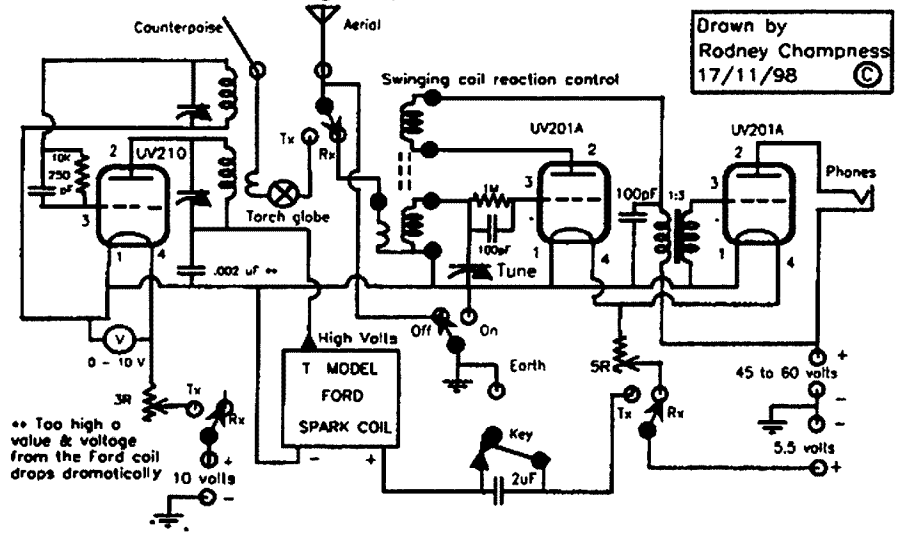 Counterpoise
Aerial
Drawn by
Rodney Champness
17/11/98 ©
Swinging coil reaction control
Tx
Rx
Torch globe
10K
250
pF
2
UV210
3
1
4
.002 uF **
V
0 - 10 V
UV201A
2
3
1M
100pF
1
4
Tune
100pF
1:3
UV201A
2
3
1
4
Phones
Off
On
Earth
High Volts
T MODEL
FORD
SPARK COIL
-
+
3R
Tx
Rx
** Too high a
value & voltage
from the Ford coil
drops dramatically
+
10 volts
-
Key
2uF
5R
Tx
Rx
+
45 to 60 volts
-
-
5.5 volts
+